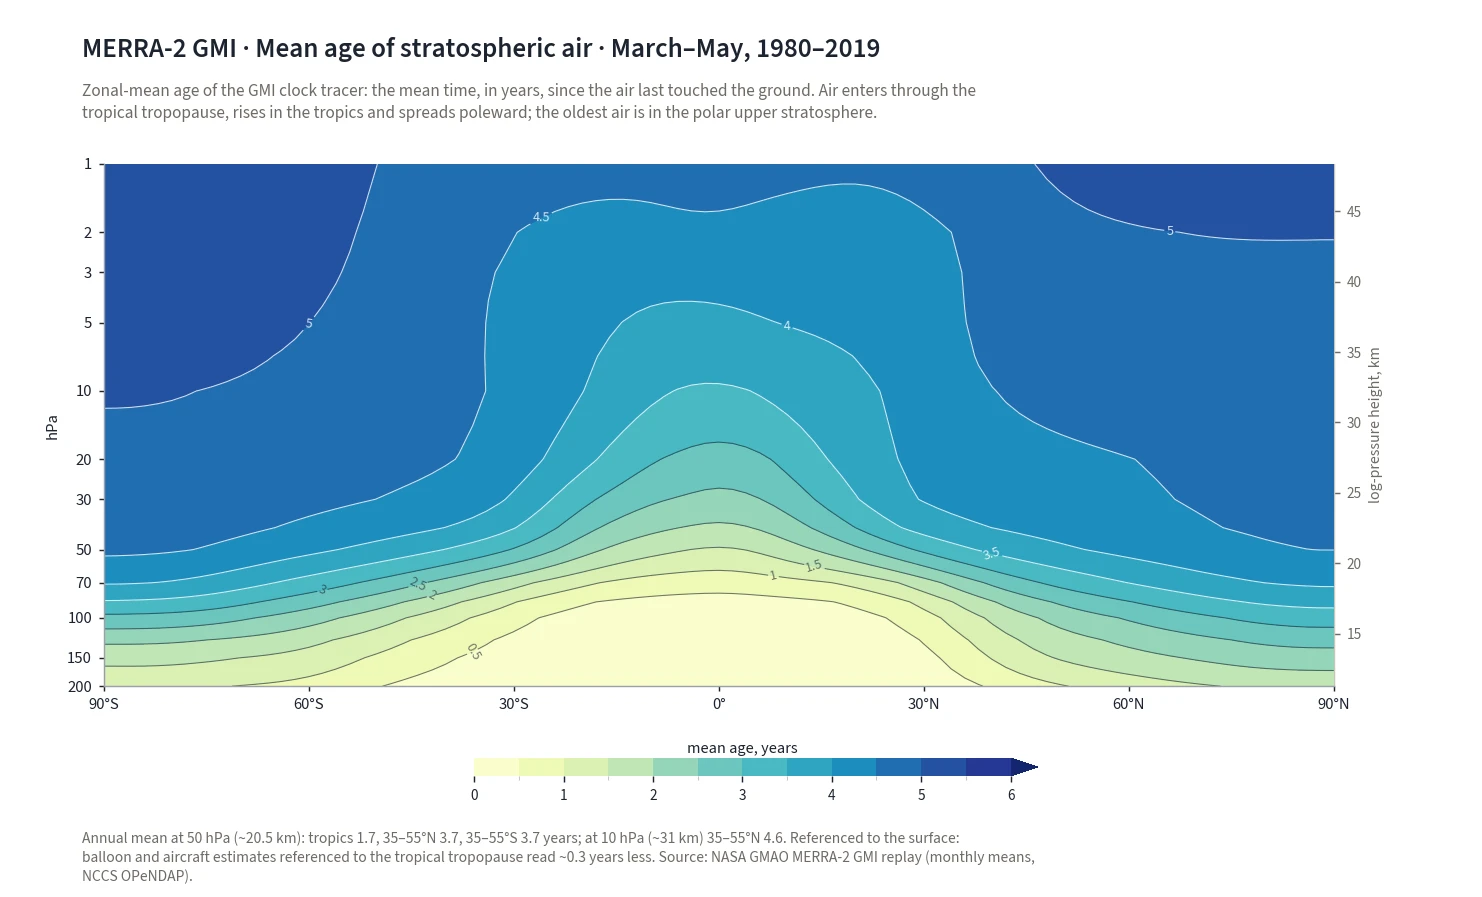 MERRA-2 GMI · Mean age of stratospheric air · March–May, 1980–2019
Zonal-mean age of the GMI clock tracer: the mean time, in years, since the air last touched the ground. Air enters through the
tropical tropopause, rises in the tropics and spreads poleward; the oldest air is in the polar upper stratosphere.
1
2
3
5
10
20
30
50
70
100
150
200
hPa
4.5
5
5
4
3.5
3
2.5
2
1
1.5
0.5
45
40
35
30
25
20
15
log-pressure height, km
90°S
60°S
30°S
0°
30°N
60°N
90°N
mean age, years
0
1
2
3
4
5
6
Annual mean at 50 hPa (~20.5 km): tropics 1.7, 35–55°N 3.7, 35–55°S 3.7 years; at 10 hPa (~31 km) 35–55°N 4.6. Referenced to the surface:
balloon and aircraft estimates referenced to the tropical tropopause read ~0.3 years less. Source: NASA GMAO MERRA-2 GMI replay (monthly means,
NCCS OPeNDAP).